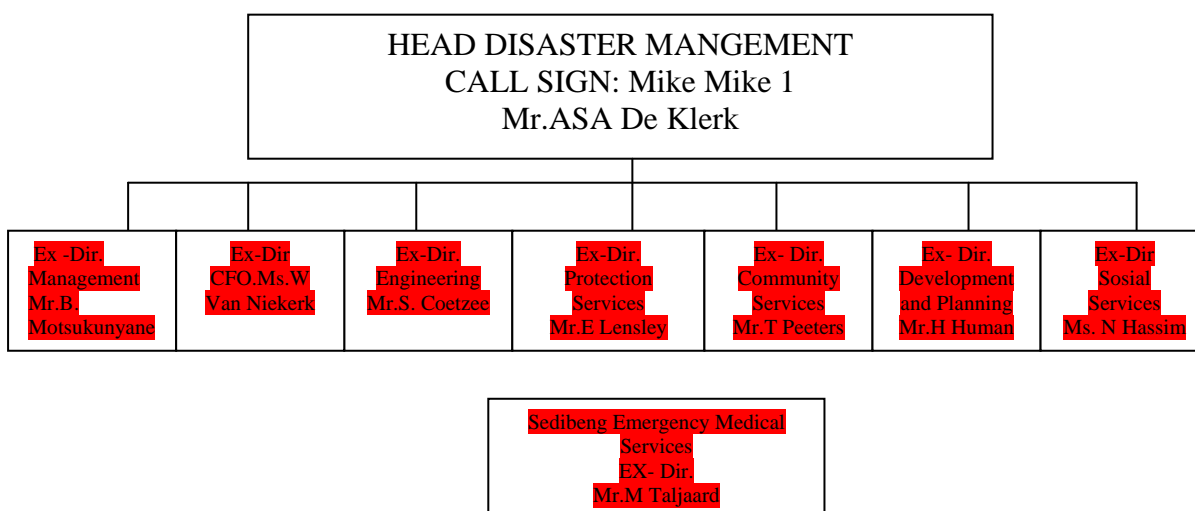 HEAD DISASTER MANGEMENT
CALL SIGN: Mike Mike 1
Mr.ASA De Klerk
Ex -Dir.
Management
Mr.B.
Motsukunyane
Ex-Dir
CFO.Ms.W
Van Niekerk
Ex-Dir.
Engineering
Mr.S. Coetzee
Ex-Dir.
Protection
Services
Mr.E Lensley
Ex- Dir.
Community
Services
Mr.T Peeters
Ex- Dir.
Development
and Planning
Mr.H Human
Ex-Dir
Sosial
Services
Ms. N Hassim
Sedibeng Emergency Medical
Services
EX- Dir.
Mr.M Taljaard